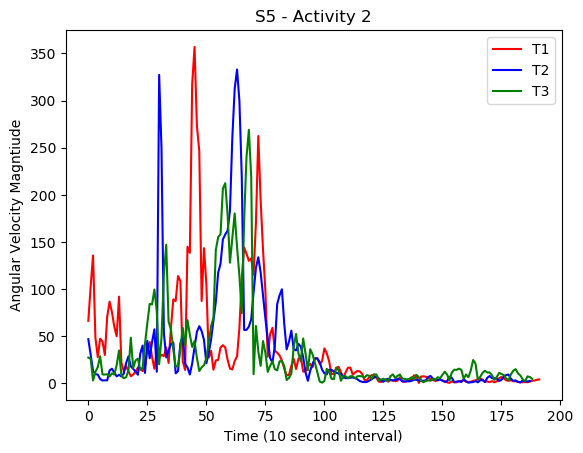 S5 - Activity 2
T1
T2
T3
Angular Velocity Magntiude
350
300
250
200
150
100
50
0
0 25 50 75 100 125 150 175 200
Time (10 second interval)